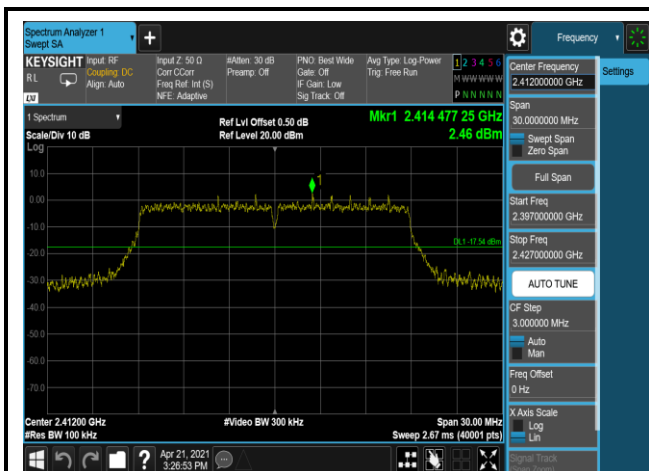 Spectrum Analyzer 1
Swept SA
+
Frequency
KEYSIGHT
RL
LXI
Input: RF
Coupling: DC
Align: Auto
Input Z: 50 Ω
Corr CCorr
Freq Ref: Int (S)
NFE: Adaptive
#Atten: 30 dB
Preamp: Off
PNO: Best Wide
Gate: Off
IF Gain: Low
Sig Track: Off
Avg Type: Log-Power
Trig: Free Run
1 2 3 4 5 6
M W W W W W
P N N N N N
Settings
1 Spectrum
Scale/Div 10 dB
Log
Ref Lvl Offset 0.50 dB
Ref Level 20.00 dBm
Mkr1 2.414 477 25 GHz
2.46 dBm
10.0
0.00
-10.0
-20.0
-30.0
-40.0
-50.0
-60.0
-70.0
1
DL1 -17.54 dBm
Center 2.41200 GHz
#Res BW 100 kHz
#Video BW 300 kHz
Span 30.00 MHz
Sweep 2.67 ms (40001 pts)
Center Frequency
2.412000000 GHz
Span
30.0000000 MHz
Swept Span
Zero Span
Full Span
Start Freq
2.397000000 GHz
Stop Freq
2.427000000 GHz
AUTO TUNE
CF Step
3.000000 MHz
Auto
Man
Freq Offset
0 Hz
X Axis Scale
Log
Lin
Signal Track
(Span Zoom)
?
Apr 21, 2021
3:26:53 PM